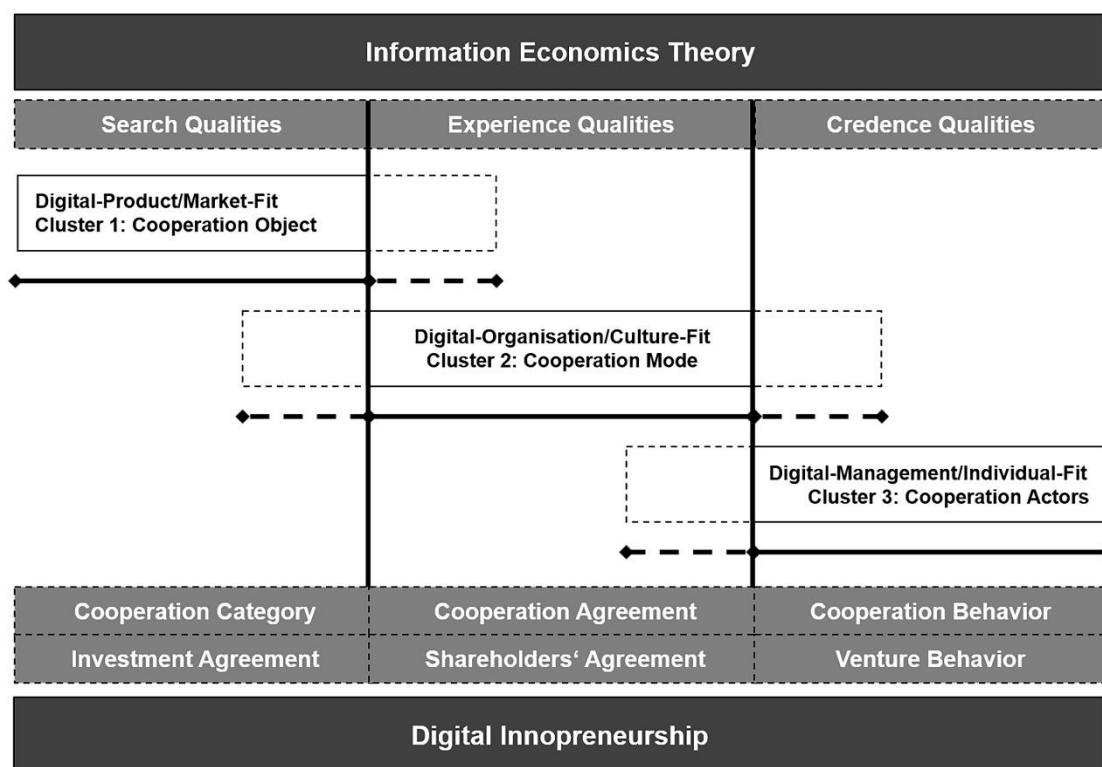 Information Economics Theory
Search Qualities
Experience Qualities
Credence Qualities
Digital-Product/Market-Fit
Cluster 1: Cooperation Object
Digital-Organisation/Culture-Fit
Cluster 2: Cooperation Mode
Digital-Management/Individual-Fit
Cluster 3: Cooperation Actors
Cooperation Category
Cooperation Agreement
Cooperation Behavior
Investment Agreement
Shareholders‘ Agreement
Venture Behavior
Digital Innopreneurship